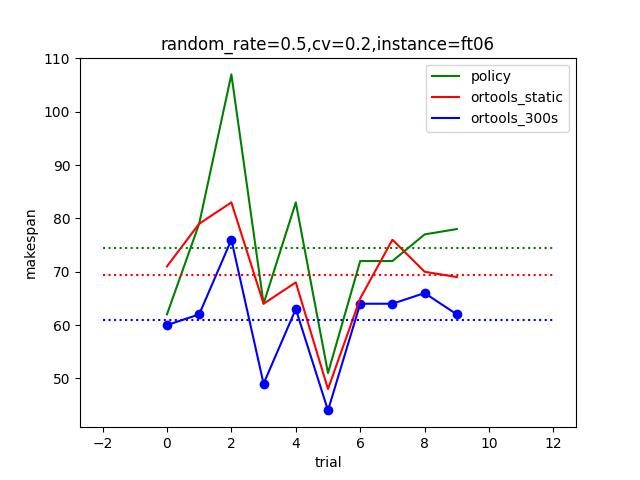 random_rate=0.5,cv=0.2,instance=ft06
policy
ortools_static
ortools_300s
makespan
110
100
90
80
70
60
50
−2
0
2
4
6
8
10
12
trial